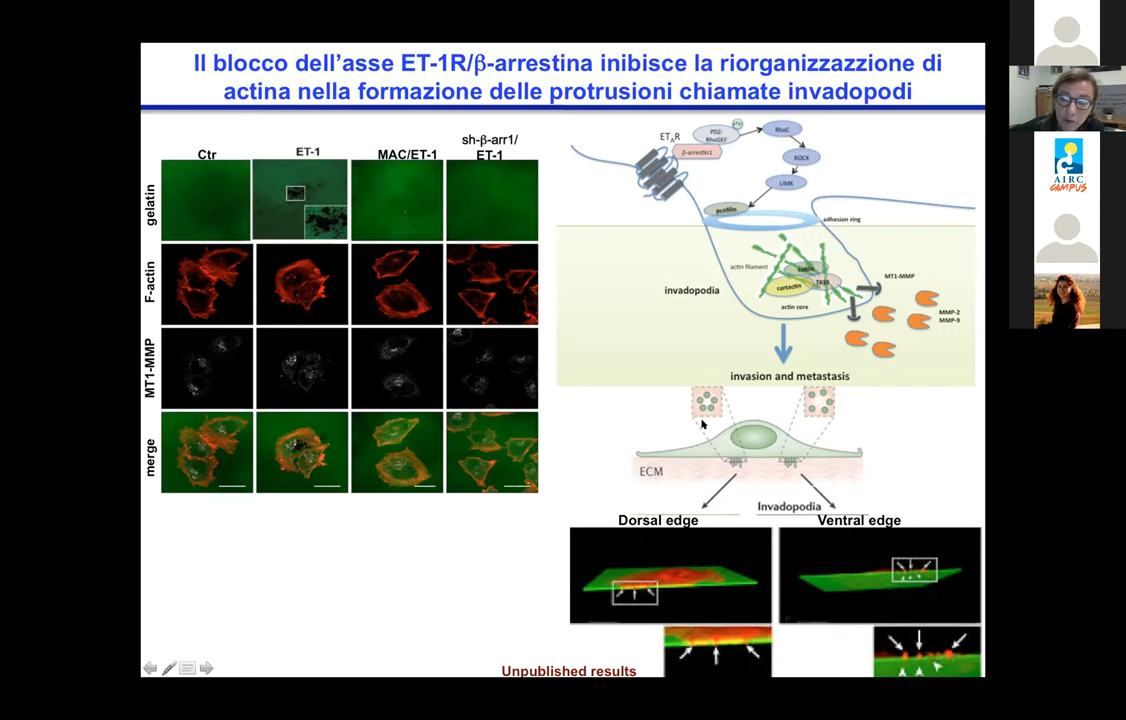 Il blocco dell'asse ET-1R/β-arrestina inibisce la riorganizzazzione di
actina nella formazione delle protrusioni chiamate invadopodi
Ctr
ET-1
MAC/ET-1
sh-β-arr1/
ET-1
gelatin
F-actin
MT1-MMP
merge
ETAR
PDZ-
RhoGEF
β-arrestin1
RhoC
ROCK
LIMK
pcofilin
adhesion ring
actin filament
cofilin
cortactin
TKS5
MT1-MMP
invadopodia
actin core
MMP-2
MMP-9
invasion and metastasis
ECM
Invadopodia
Dorsal edge
Ventral edge
Unpublished results
AIRC
CAMPUS